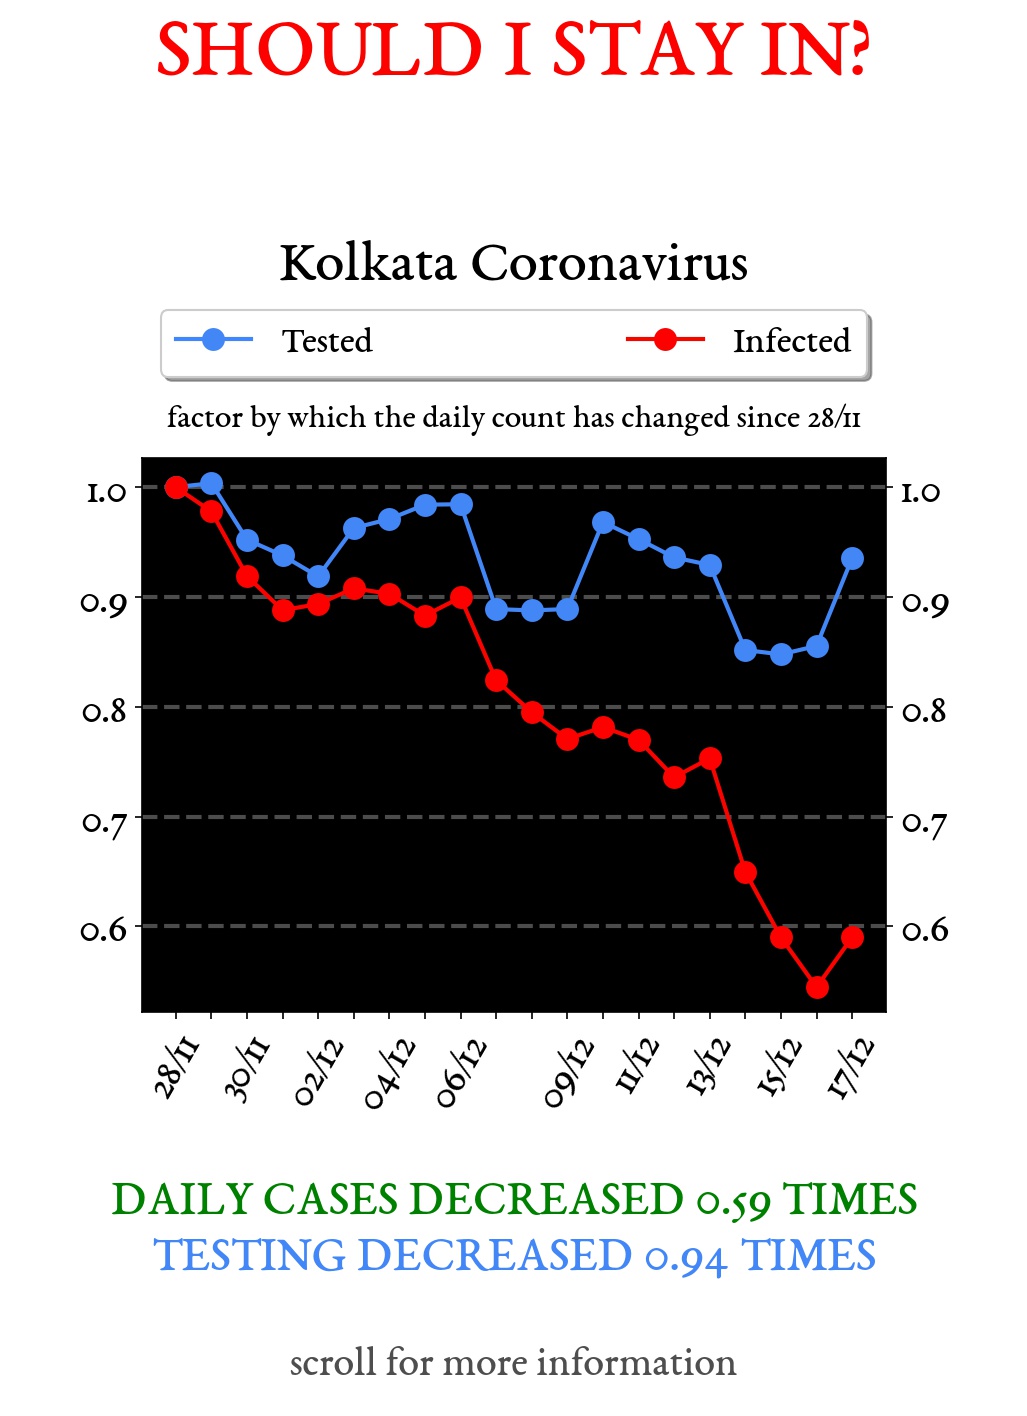 SHOULD I STAY IN?
Kolkata Coronavirus
Tested Infected
factor by which the daily count has changed since 28/11
1.0 1.0
0.9 0.9
0.8 0.8
0.7 0.7
0.6 0.6
28/11 30/11 02/12 04/12 06/12 09/12 11/12 13/12 15/12 17/12
DAILY CASES DECREASED 0.59 TIMES
TESTING DECREASED 0.94 TIMES
scroll for more information